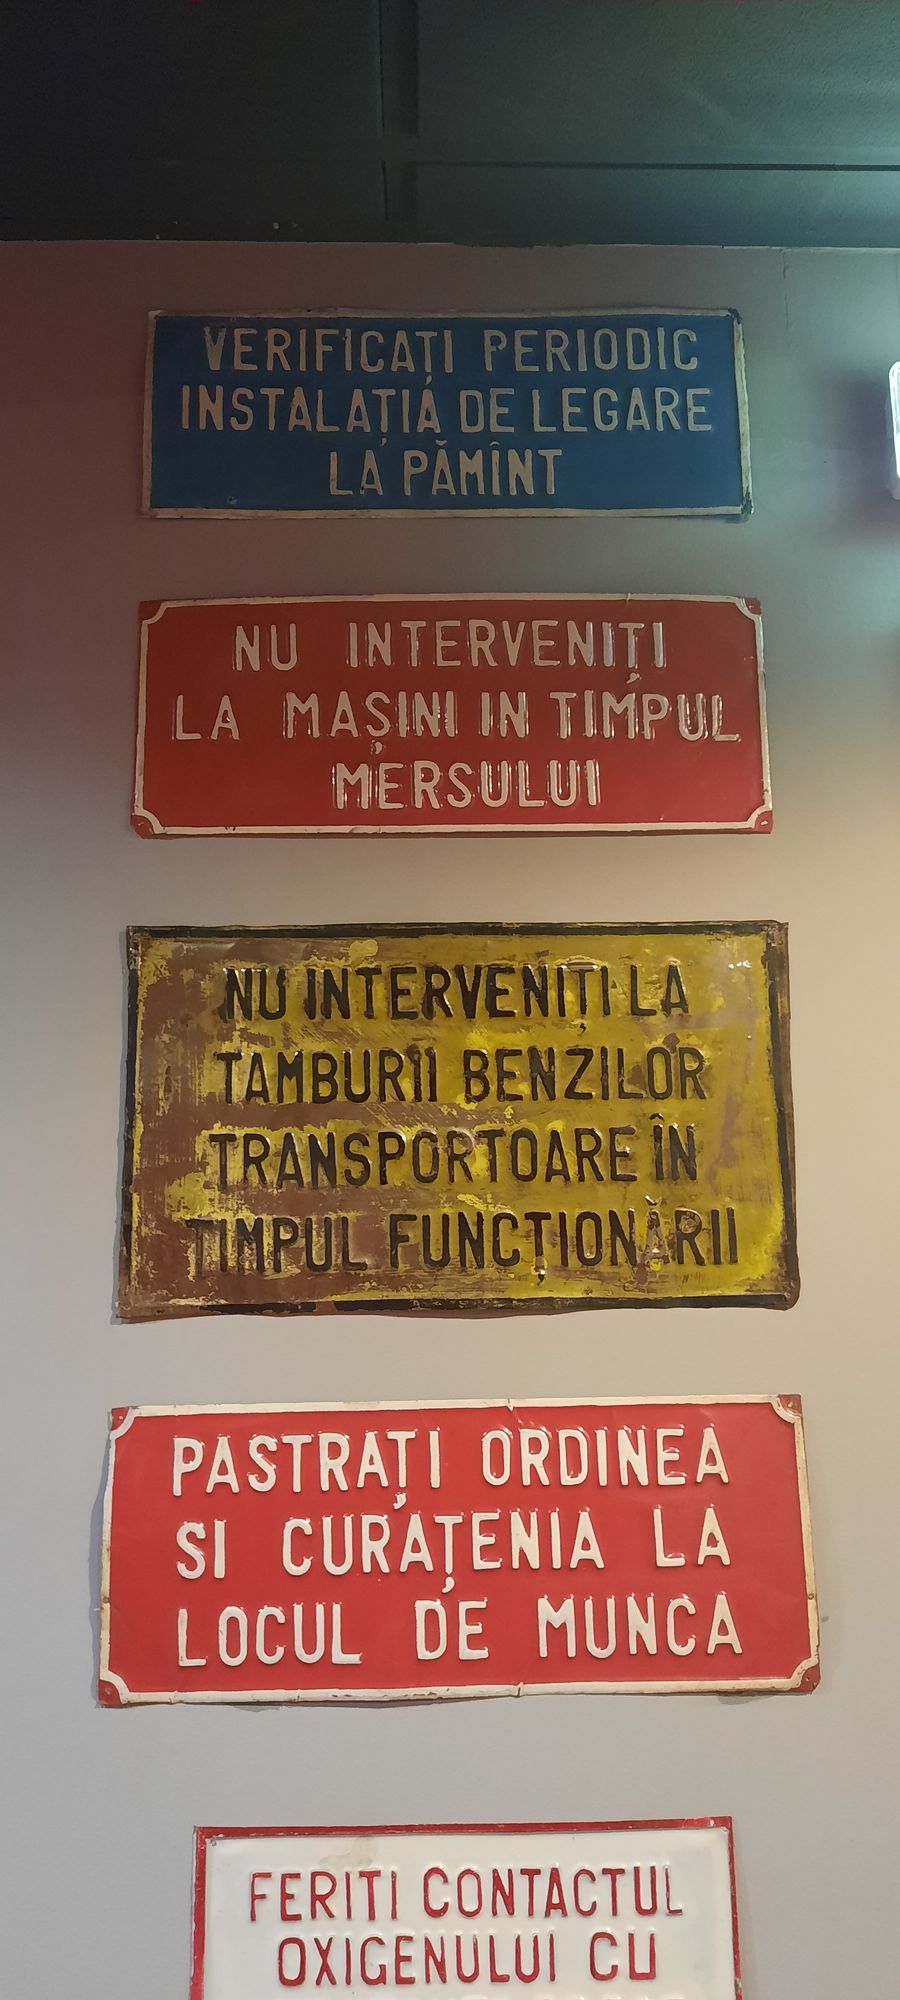 VERIFICAȚI PERIODIC
INSTALAȚIA DE LEGARE
LA PĂMÎNT
NU INTERVENIȚI
LA MAȘINI IN TIMPUL
MERSULUI
NU INTERVENIȚI LA
TAMBURII BENZILOR
TRANSPORTOARE ÎN
TIMPUL FUNCȚIONĂRII
PASTRAȚI ORDINEA
SI CURAȚENIA LA
LOCUL DE MUNCA
FERITI CONTACTUL
OXIGENULUI CU